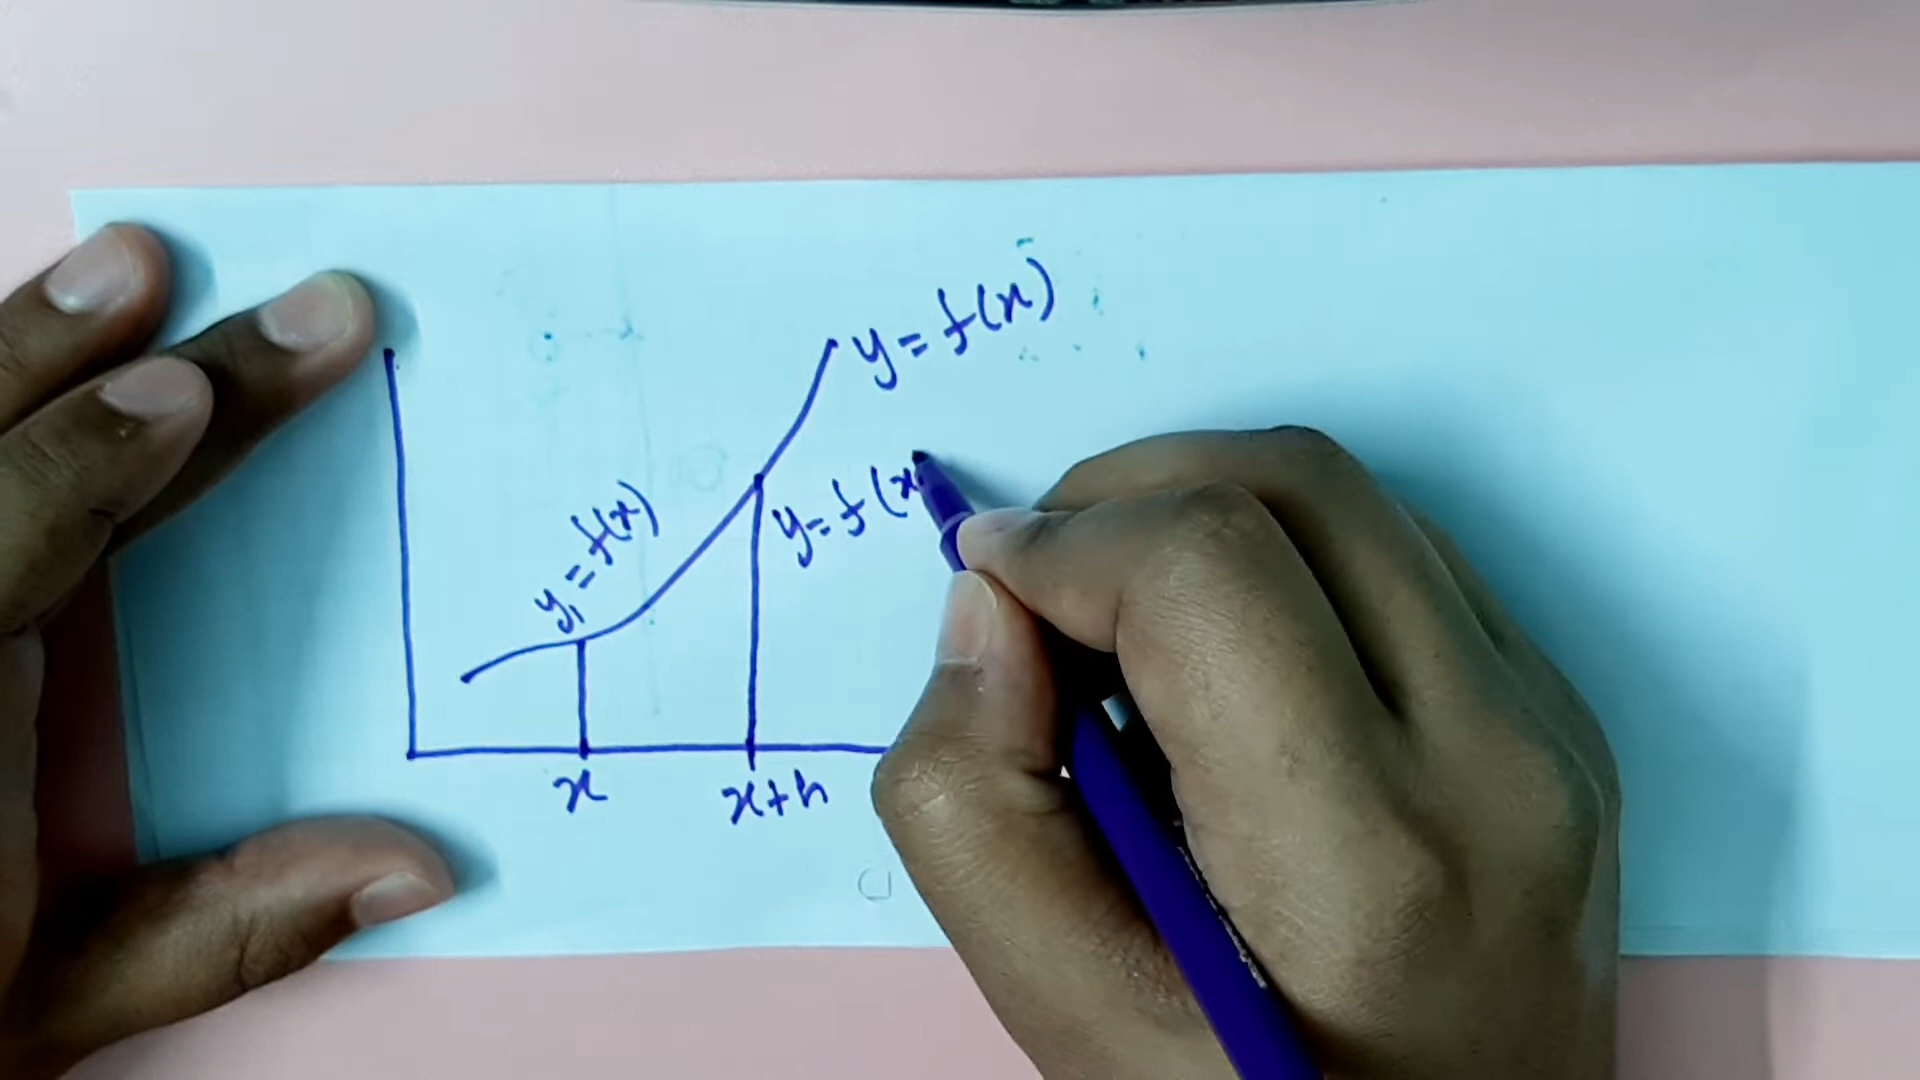 y = f(x)
y = f(x
y₁ = f(x)
x
x+h